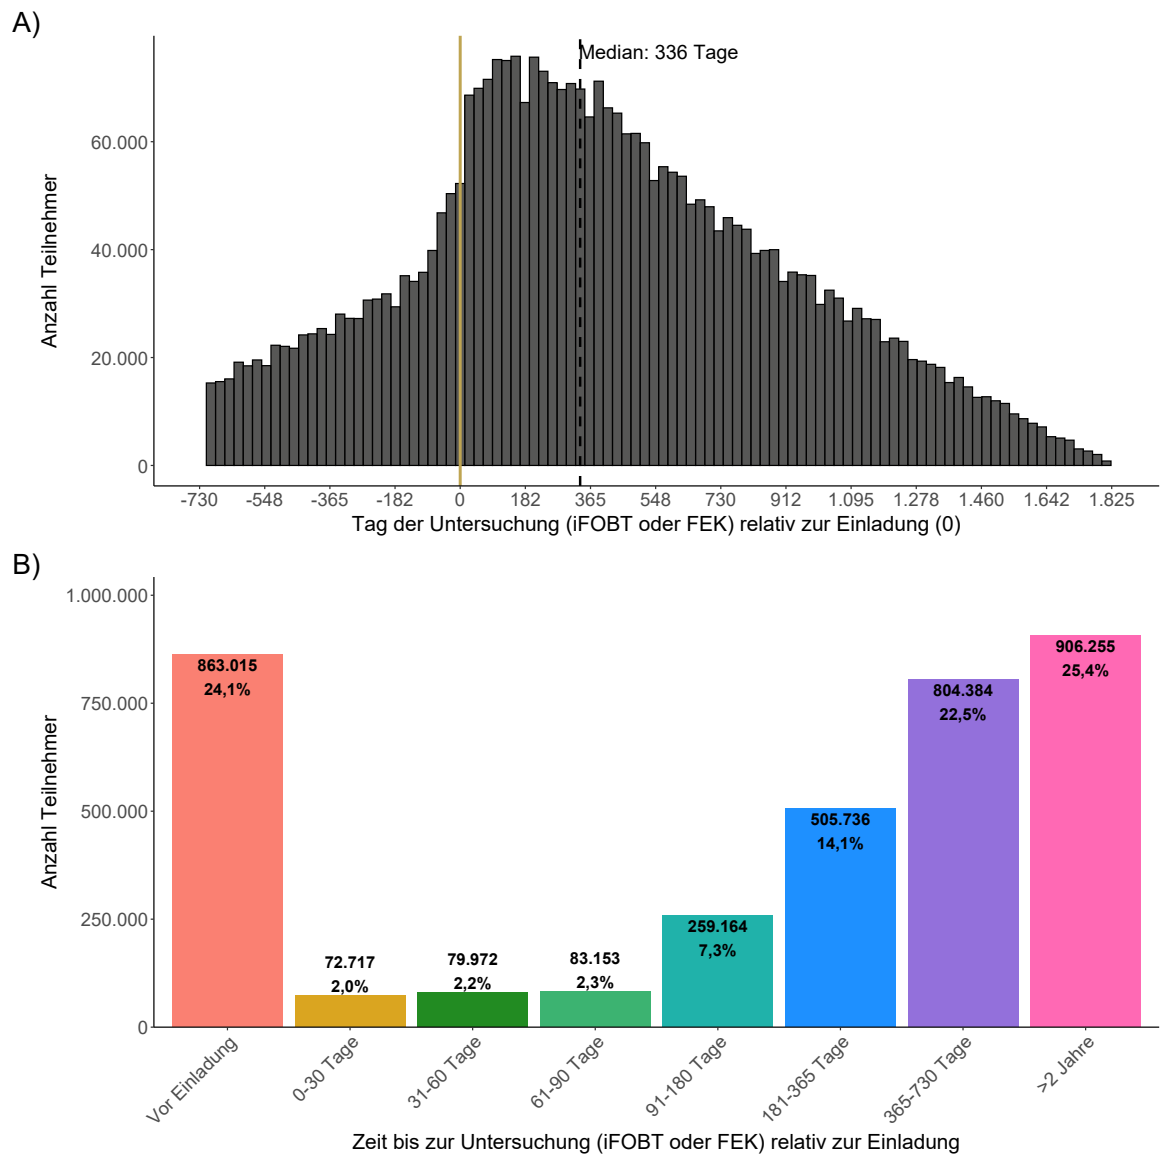 A)
Median: 336 Tage
Anzahl Teilnehmer
60.000
40.000
20.000
0
-730 -548 -365 -182 0 182 365 548 730 912 1.095 1.278 1.460 1.642 1.825
Tag der Untersuchung (iFOBT oder FEK) relativ zur Einladung (0)
B)
Anzahl Teilnehmer
1.000.000
750.000
500.000
250.000
0
863.015
24,1%
72.717
2,0%
79.972
2,2%
83.153
2,3%
259.164
7,3%
505.736
14,1%
804.384
22,5%
906.255
25,4%
Vor Einladung
0-30 Tage
31-60 Tage
61-90 Tage
91-180 Tage
181-365 Tage
365-730 Tage
>2 Jahre
Zeit bis zur Untersuchung (iFOBT oder FEK) relativ zur Einladung